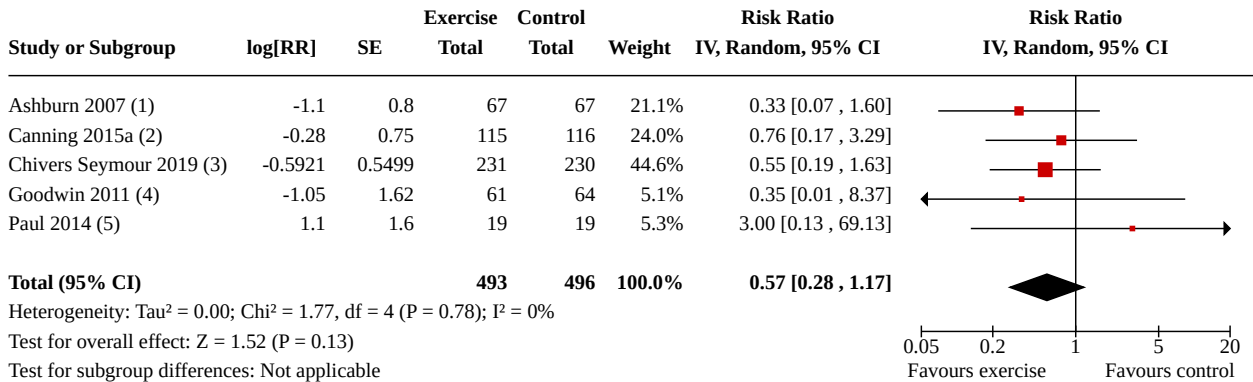 Exercise Control Risk Ratio Risk Ratio
Study or Subgroup log[RR] SE Total Total Weight IV, Random, 95% CI IV, Random, 95% CI
Ashburn 2007 (1) -1.1 0.8 67 67 21.1% 0.33 [0.07 , 1.60]
Canning 2015a (2) -0.28 0.75 115 116 24.0% 0.76 [0.17 , 3.29]
Chivers Seymour 2019 (3) -0.5921 0.5499 231 230 44.6% 0.55 [0.19 , 1.63]
Goodwin 2011 (4) -1.05 1.62 61 64 5.1% 0.35 [0.01 , 8.37]
Paul 2014 (5) 1.1 1.6 19 19 5.3% 3.00 [0.13 , 69.13]
Total (95% CI) 493 496 100.0% 0.57 [0.28 , 1.17]
Heterogeneity: Tau² = 0.00; Chi² = 1.77, df = 4 (P = 0.78); I² = 0%
Test for overall effect: Z = 1.52 (P = 0.13)
0.05 0.2 1 5 20
Test for subgroup differences: Not applicable Favours exercise Favours control